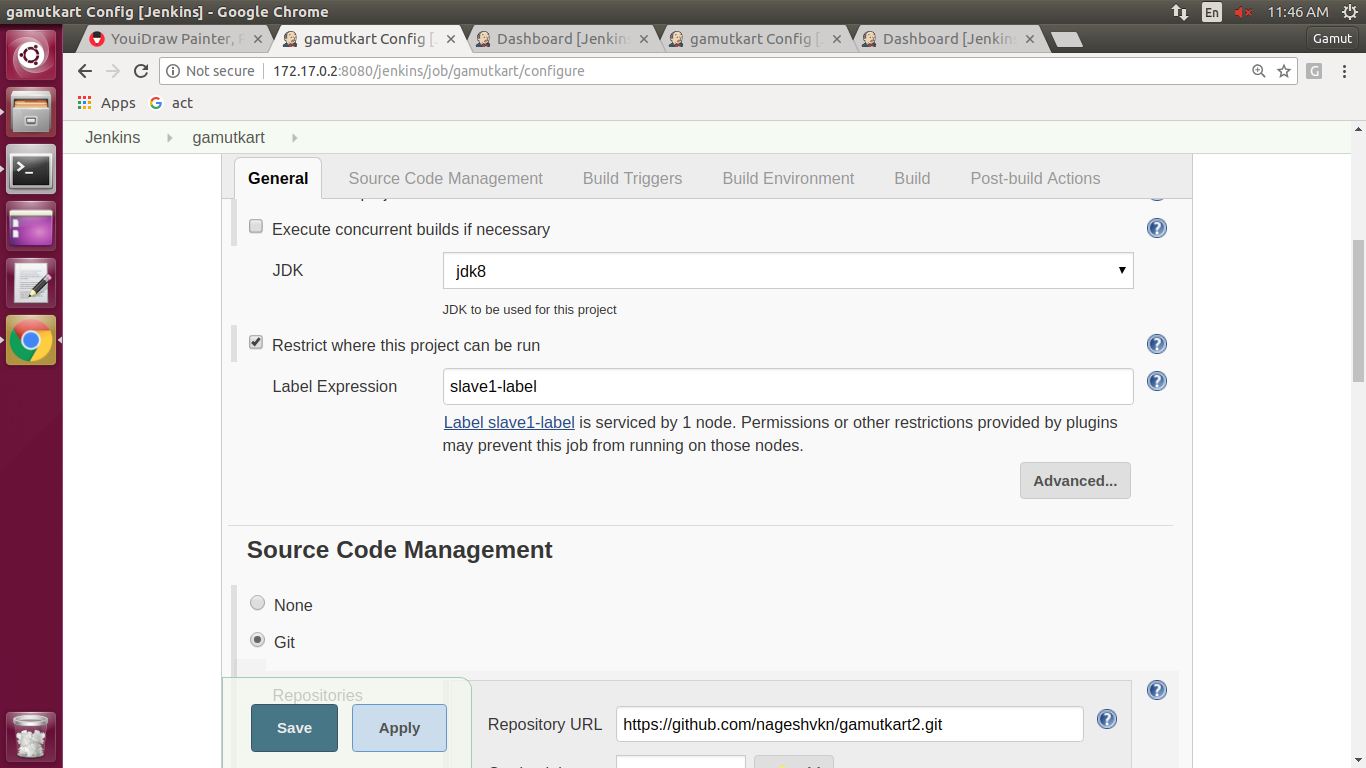 gamutkart Config [Jenkins] - Google Chrome
En
11:46 AM
YouiDraw Painter,
gamutkart Config [
Dashboard [Jenkins
gamutkart Config [
Dashboard [Jenkins
Gamut
Not secure
172.17.0.2:8080/jenkins/job/gamutkart/configure
G
Apps
G act
Jenkins
gamutkart
General
Source Code Management
Build Triggers
Build Environment
Build
Post-build Actions
Execute concurrent builds if necessary
?
JDK
jdk8
JDK to be used for this project
Restrict where this project can be run
?
Label Expression
slave1-label
?
Label slave1-label is serviced by 1 node. Permissions or other restrictions provided by plugins
may prevent this job from running on those nodes.
Advanced...
Source Code Management
None
Git
Repositories
?
Save
Apply
Repository URL
https://github.com/nageshvkn/gamutkart2.git
?